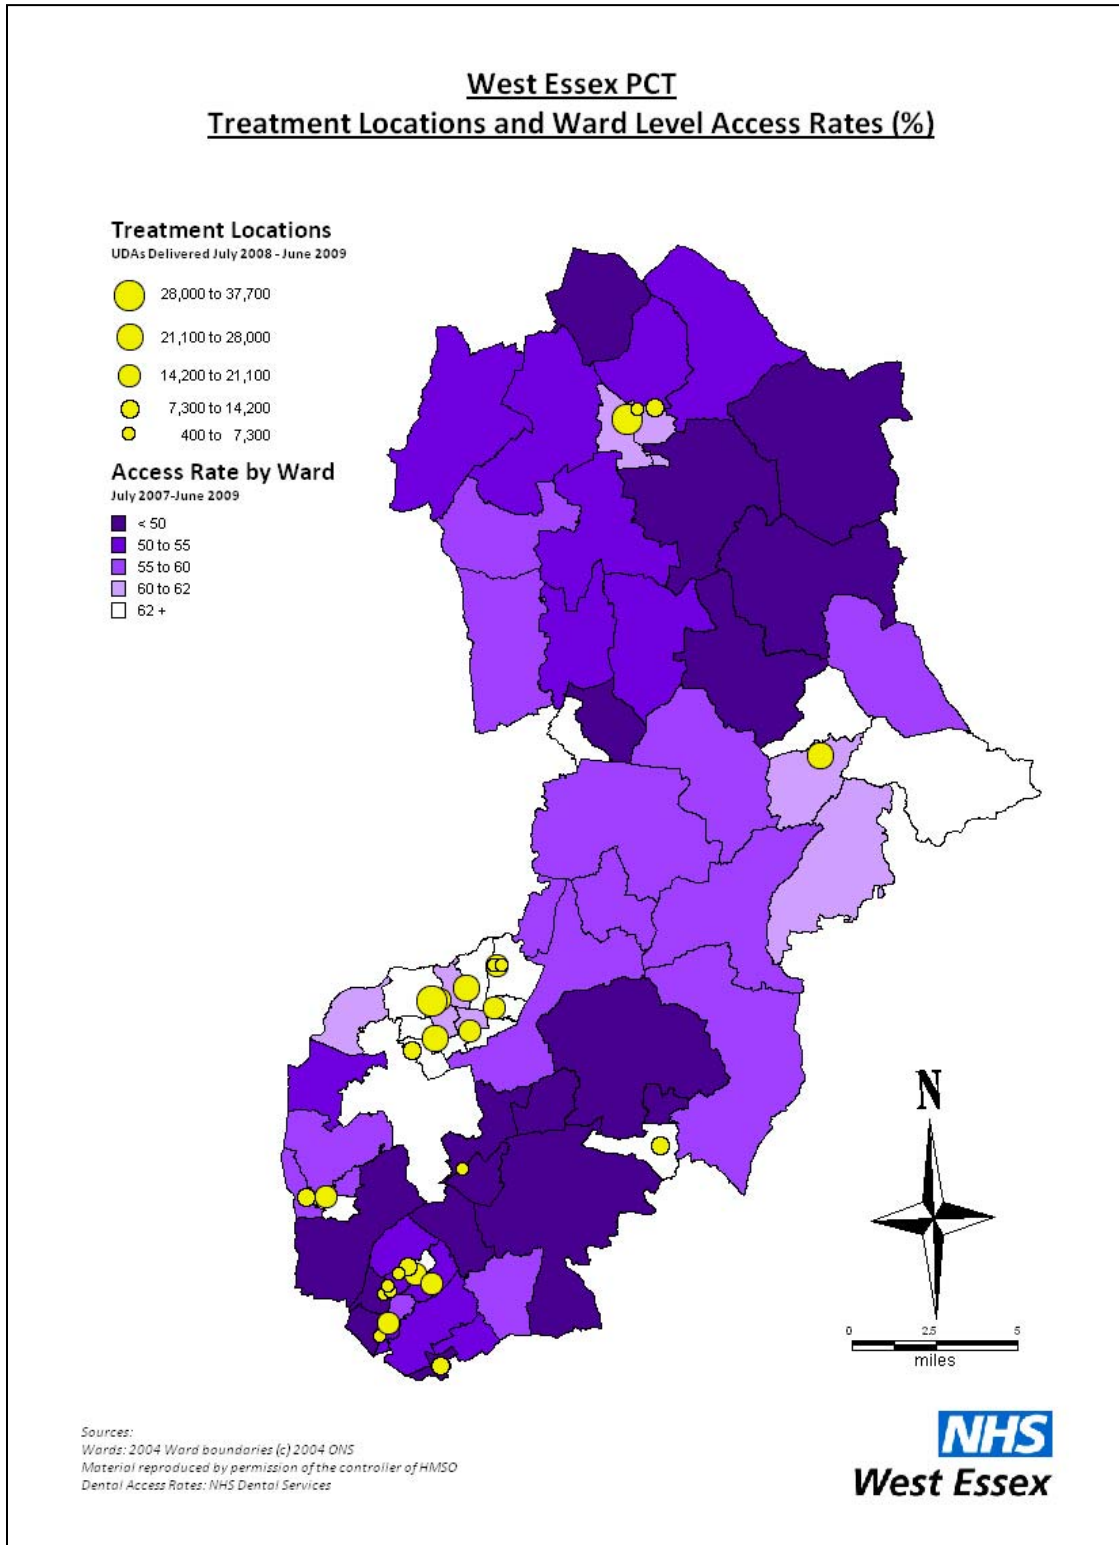 West Essex PCT
Treatment Locations and Ward Level Access Rates (%)
Treatment Locations
UDAs Delivered July 2008 - June 2009
28,000 to 37,700
21,100 to 28,000
14,200 to 21,100
7,300 to 14,200
400 to 7,300
Access Rate by Ward
July 2007-June 2009
< 50
50 to 55
55 to 60
60 to 62
62 +
N
0 2.5 5
miles
Sources:
Wards: 2004 Ward boundaries (c) 2004 ONS
Material reproduced by permission of the controller of HMSO
Dental Access Rates: NHS Dental Services
NHS
West Essex